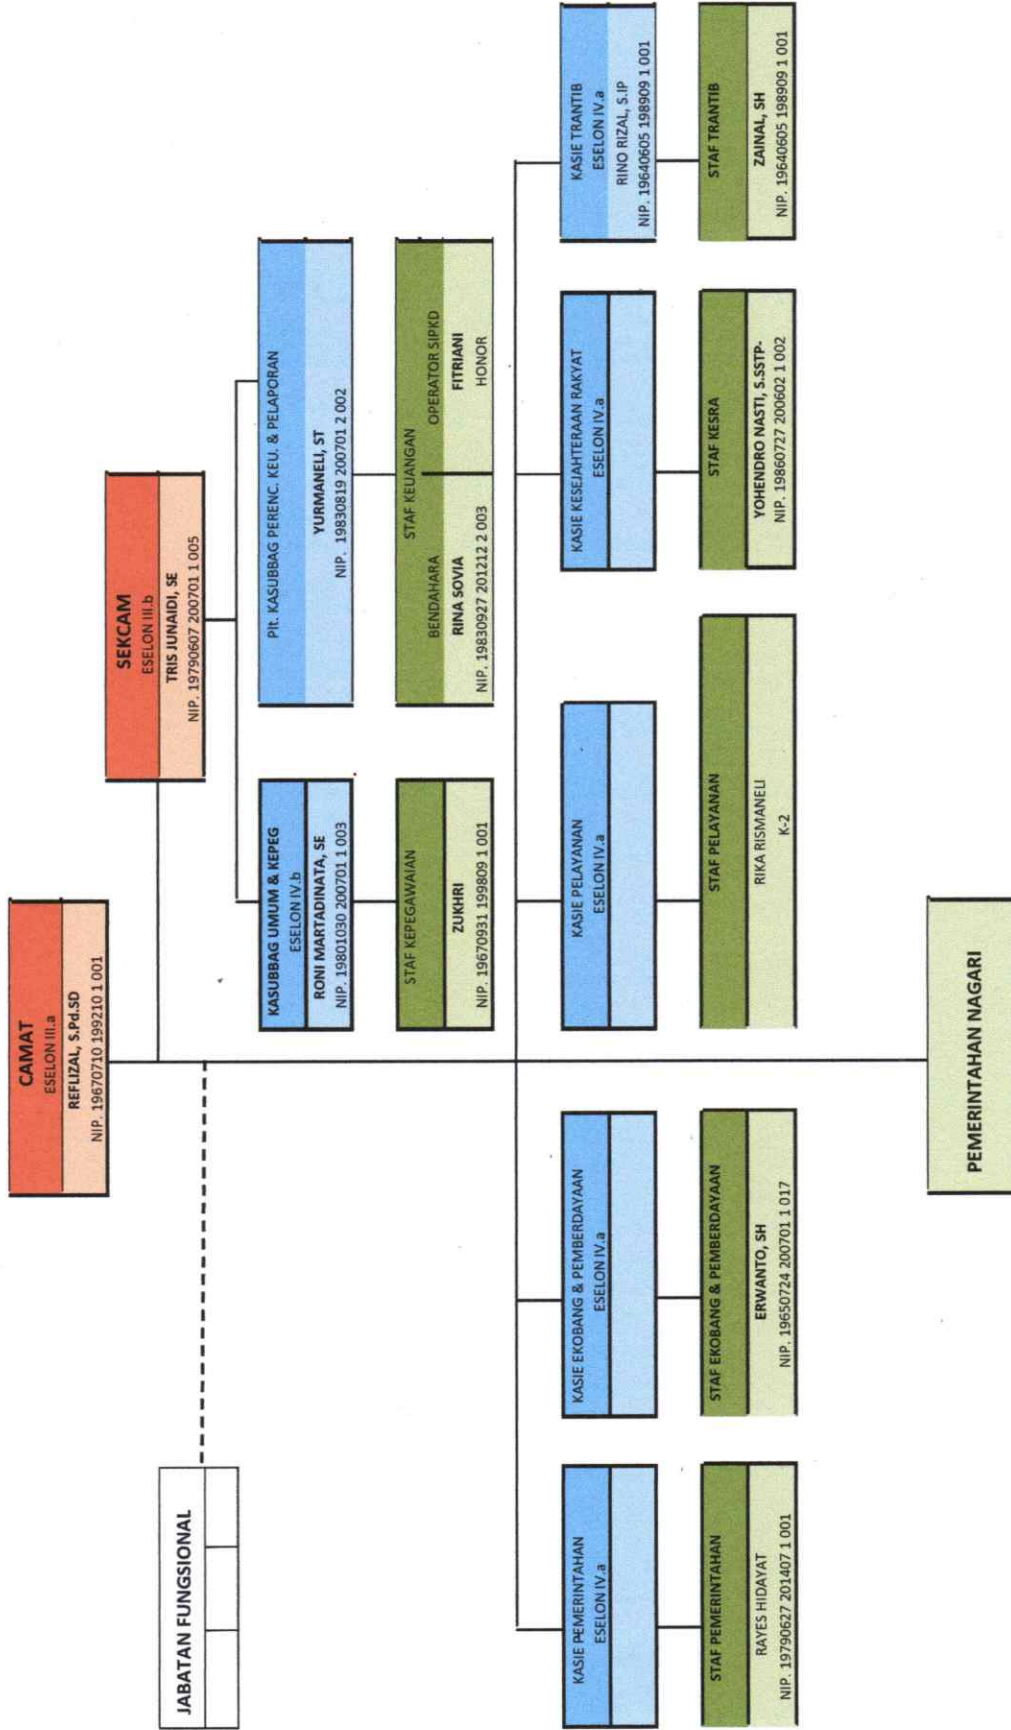 CAMAT
ESELON III.a
REFLIZAL, S.Pd.SD
NIP. 19670710 199210 1 001
SEKCAM
ESELON III.b
TRIS JUNAIDI, SE
NIP. 19790607 200701 1 005
JABATAN FUNGSIONAL
KASUBBAG UMUM & KEPEG
ESELON IV.b
RONI MARTADINATA, SE
NIP. 19801030 200701 1 003
Plt. KASUBBAG PERENC. KEU. & PELAPORAN
YURMANELI, ST
NIP. 19830819 200701 2 002
STAF KEPEGAWAIAN
ZUKHRI
NIP. 19670931 199809 1 001
STAF KEUANGAN
BENDAHARA
OPERATOR SIPKD
RINA SOVIA
FITRIANI
NIP. 19830927 201212 2 003
HONOR
KASIE PEMERINTAHAN
ESELON IV.a
KASIE EKOBANG & PEMBERDAYAAN
ESELON IV.a
KASIE PELAYANAN
ESELON IV.a
KASIE KESEJAHTERAAN RAKYAT
ESELON IV.a
KASIE TRANTIB
ESELON IV.a
RINO RIZAL, S.IP
NIP. 19640605 198909 1 001
STAF PEMERINTAHAN
RAYES HIDAYAT
NIP. 19790627 201407 1 001
STAF EKOBANG & PEMBERDAYAAN
ERWANTO, SH
NIP. 19650724 200701 1 017
STAF PELAYANAN
RIKA RISMANELI
K-2
STAF KESRA
YOHENDRO NASTI, S.SSTP-
NIP. 19860727 200602 1 002
STAF TRANTIB
ZAINAL, SH
NIP. 19640605 198909 1 001
PEMERINTAHAN NAGARI